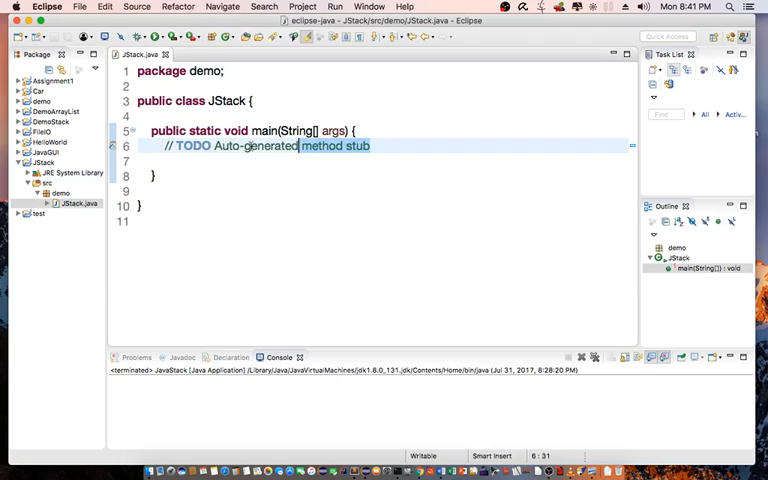 Eclipse File Edit Source Refactor Navigate Search Project Run Window Help Mon 8:41 PM
eclipse-java - JStack/src/demo/JStack.java - Eclipse
Quick Access
Package
Assignment1
Car
demo
DemoArrayList
DemoStack
FileIO
HelloWorld
JavaGUI
JStack
JRE System Library
src
demo
JStack.java
test
JStack.java
1 package demo;
2
3 public class JStack {
4
5 public static void main(String[] args) {
6 // TODO Auto-generated method stub
7
8 }
9
10 }
11
Task List
Find
All
Activ...
Outline
demo
JStack
main(String[]) : void
Problems Javadoc Declaration Console
<terminated> JavaStack [Java Application] /Library/Java/JavaVirtualMachines/jdk1.8.0_131.jdk/Contents/Home/bin/java (Jul 31, 2017, 8:28:20 PM)
Writable Smart Insert 6 : 31